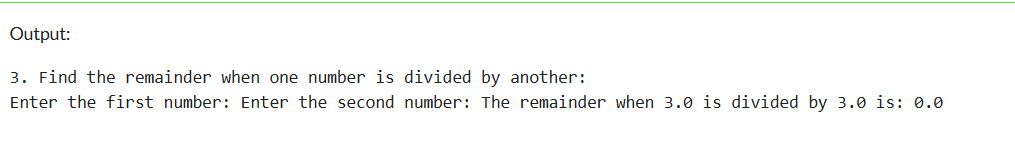 Output:
3. Find the remainder when one number is divided by another:
Enter the first number: Enter the second number: The remainder when 3.0 is divided by 3.0 is: 0.0